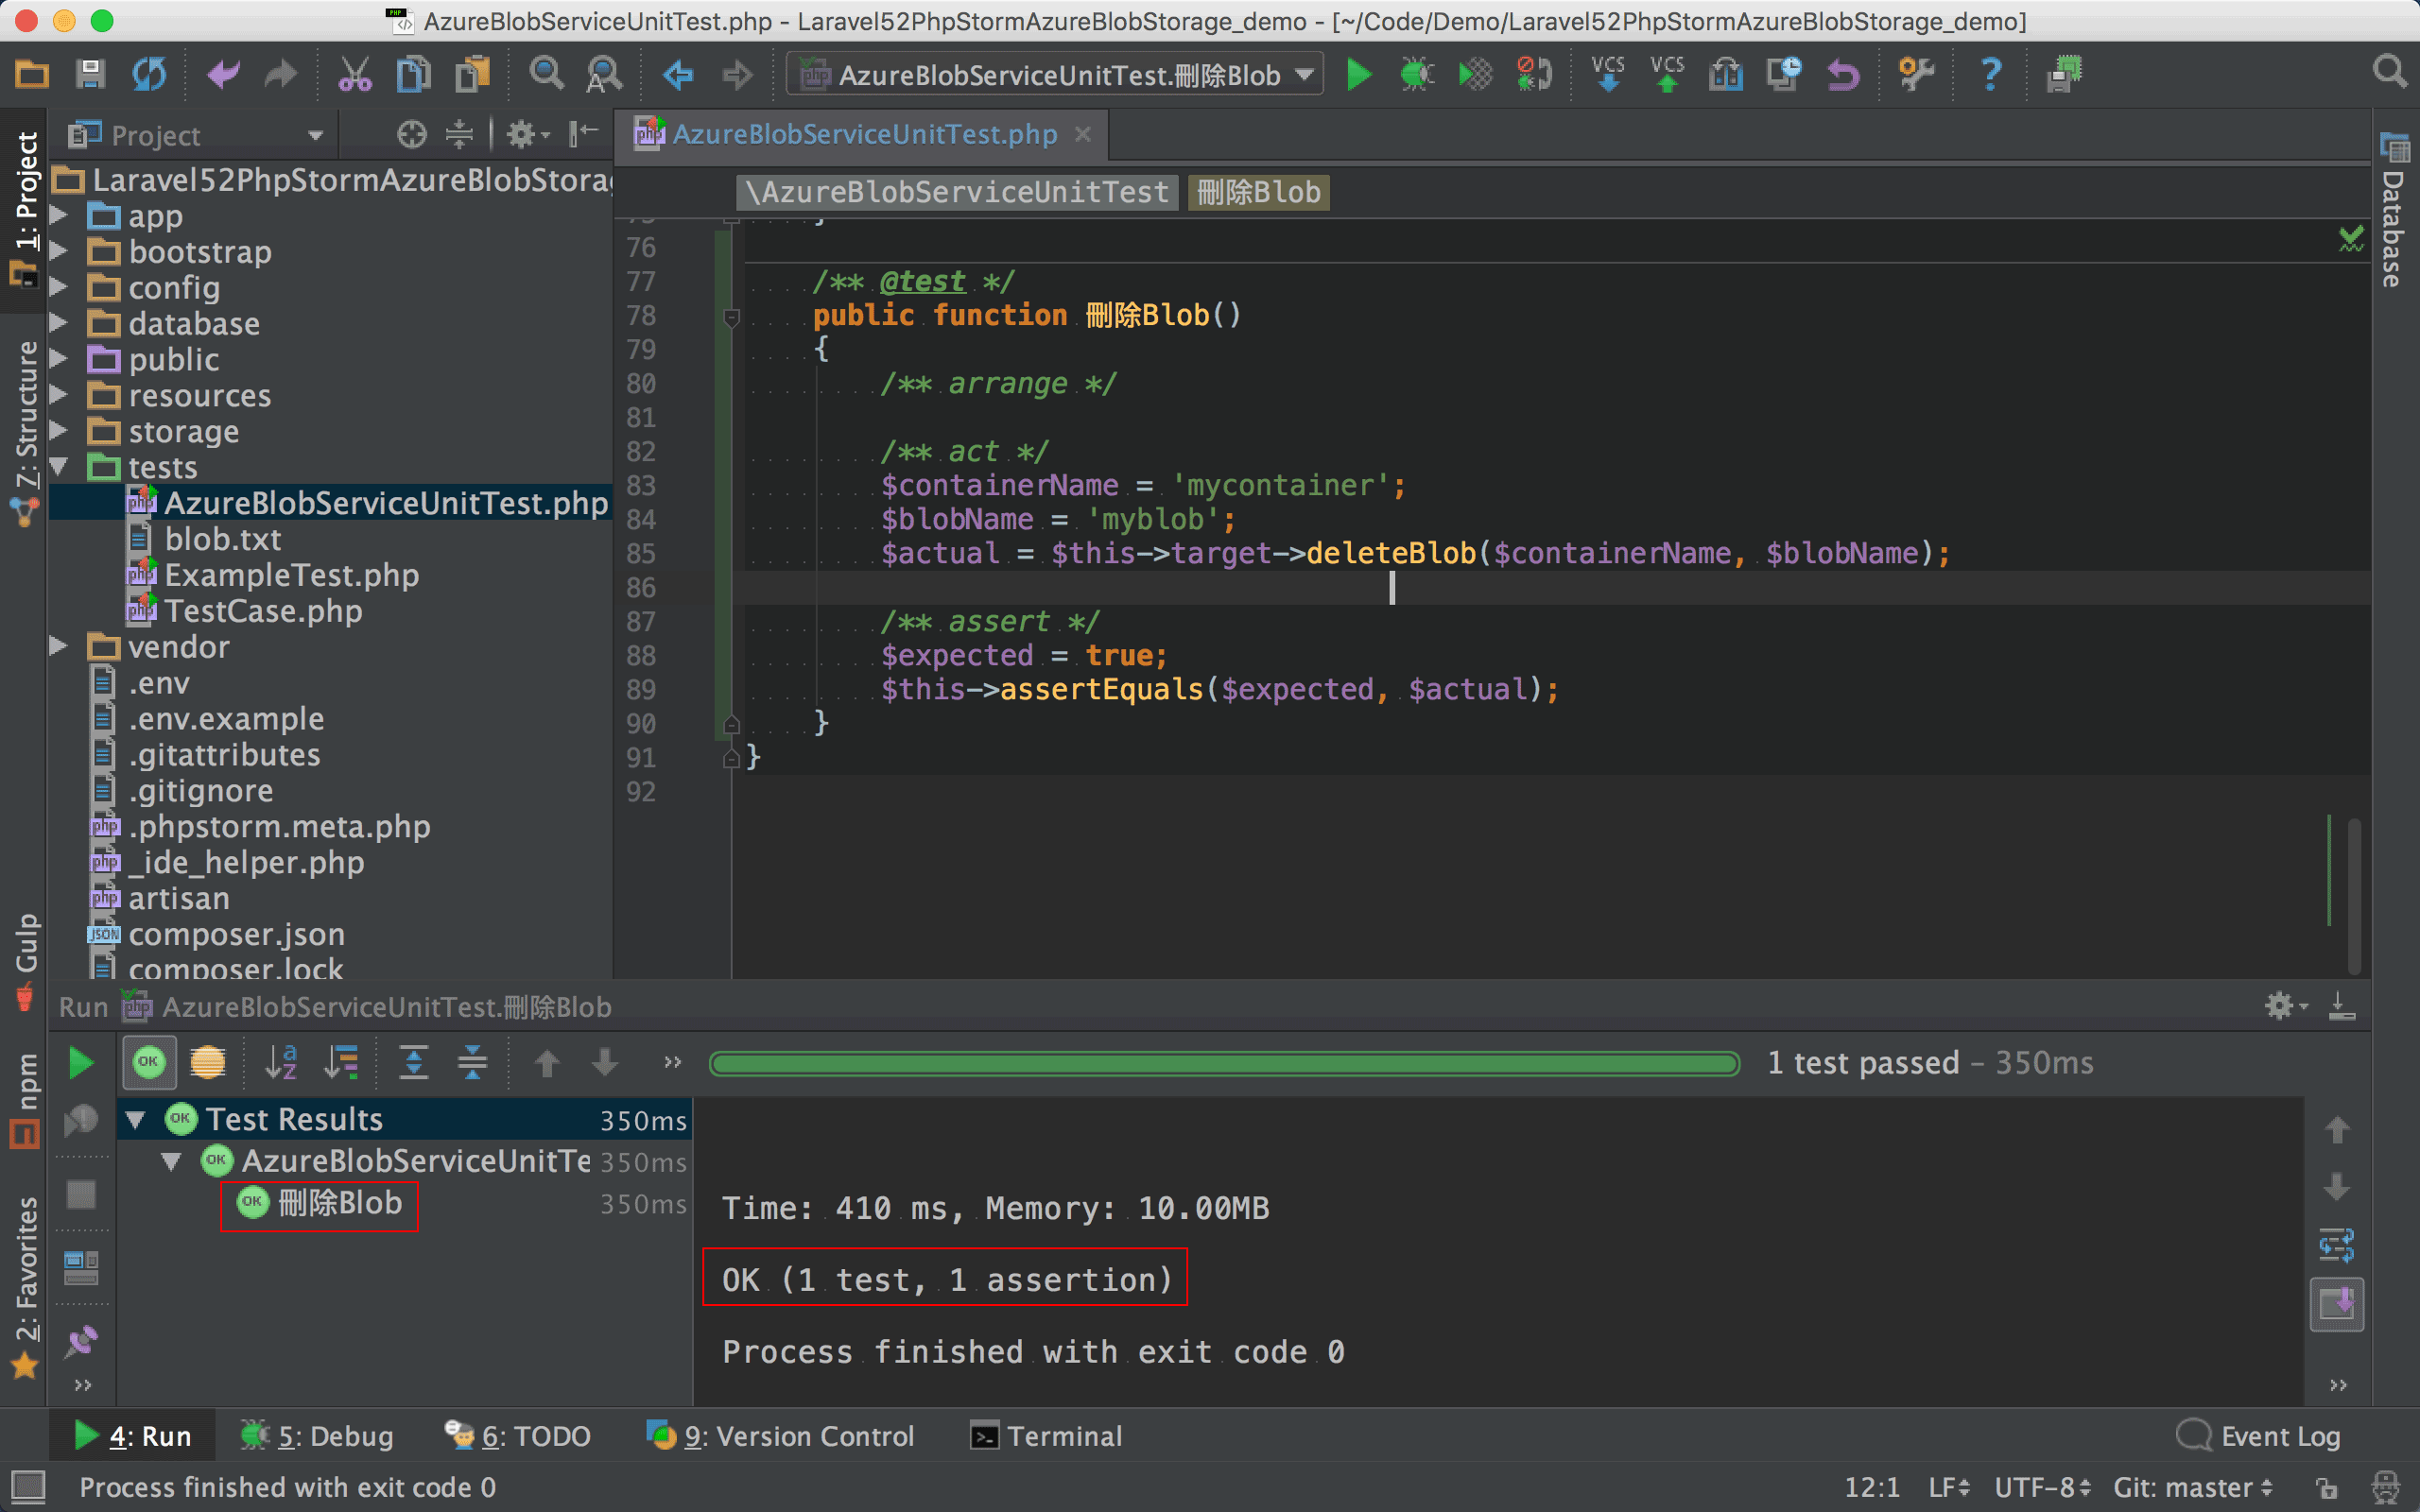 AzureBlobServiceUnitTest.php - Laravel52PhpStormAzureBlobStorage_demo - [~/Code/Demo/Laravel52PhpStormAzureBlobStorage_demo]
AzureBlobServiceUnitTest.刪除Blob
VCS
VCS
1: Project
7: Structure
Gulp
npm
2: Favorites
Project
Laravel52PhpStormAzureBlobStora
app
bootstrap
config
database
public
resources
storage
tests
AzureBlobServiceUnitTest.php
blob.txt
ExampleTest.php
TestCase.php
vendor
.env
.env.example
.gitattributes
.gitignore
.phpstorm.meta.php
_ide_helper.php
artisan
composer.json
composer.lock
AzureBlobServiceUnitTest.php
\AzureBlobServiceUnitTest 刪除Blob
75 }
76
77 /** @test */
78 public function 刪除Blob()
79 {
80 /** arrange */
81
82 /** act */
83 $containerName = 'mycontainer';
84 $blobName = 'myblob';
85 $actual = $this->target->deleteBlob($containerName, $blobName);
86
87 /** assert */
88 $expected = true;
89 $this->assertEquals($expected, $actual);
90 }
91 }
92
Database
Run AzureBlobServiceUnitTest.刪除Blob
1 test passed – 350ms
OK Test Results 350ms
OK AzureBlobServiceUnitTe 350ms
OK 刪除Blob 350ms
Time: 410 ms, Memory: 10.00MB
OK (1 test, 1 assertion)
Process finished with exit code 0
4: Run 5: Debug 6: TODO 9: Version Control Terminal Event Log
Process finished with exit code 0 12:1 LF UTF-8 Git: master